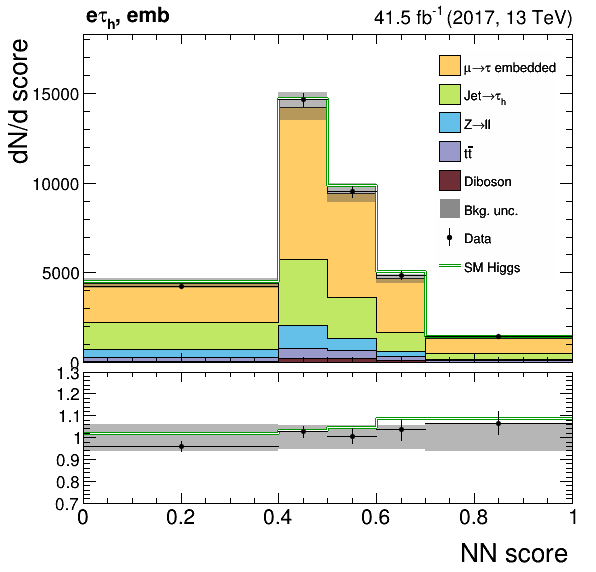 eτh, emb
41.5 fb-1 (2017, 13 TeV)
dN/d score
15000
10000
5000
0
μ→τ embedded
Jet→τh
Z→ll
tt̄
Diboson
Bkg. unc.
Data
SM Higgs
1.3
1.2
1.1
1
0.9
0.8
0.7
0 0.2 0.4 0.6 0.8 1
NN score